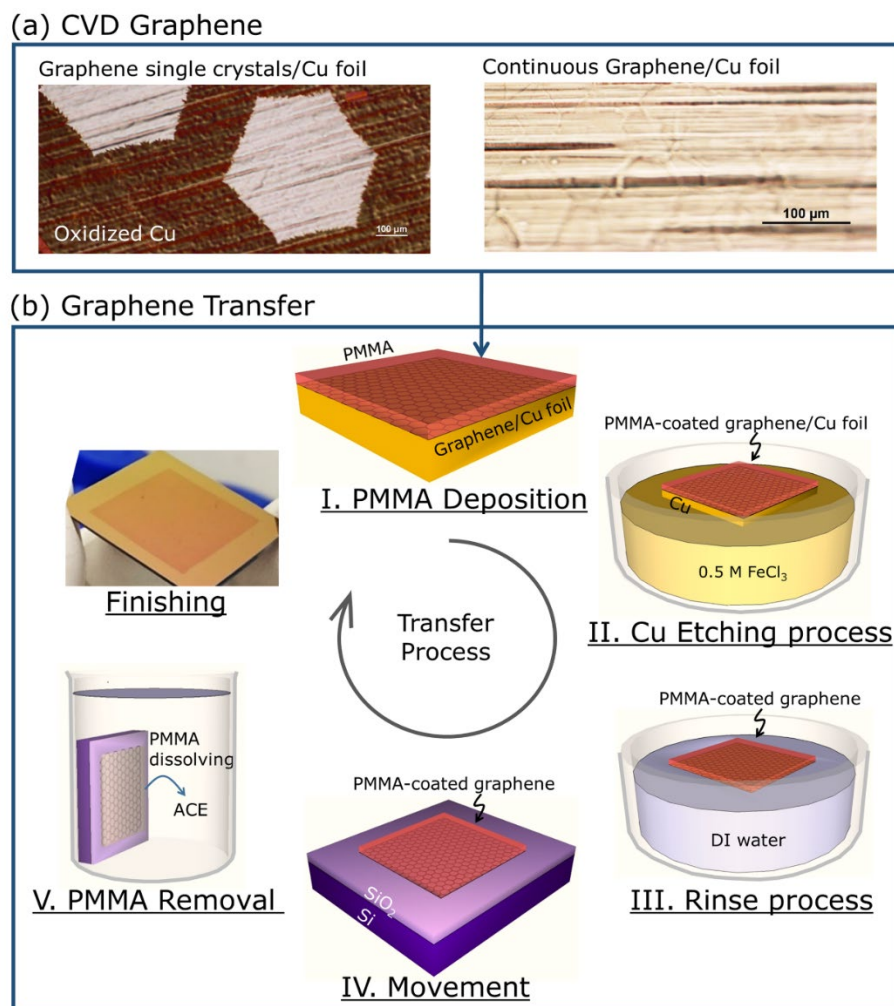 (a) CVD Graphene
Graphene single crystals/Cu foil
Continuous Graphene/Cu foil
Oxidized Cu
100 µm
100 µm
(b) Graphene Transfer
PMMA
Graphene/Cu foil
I. PMMA Deposition
PMMA-coated graphene/Cu foil
Cu
0.5 M FeCl₃
II. Cu Etching process
Finishing
Transfer
Process
PMMA-coated graphene
DI water
III. Rinse process
PMMA-coated graphene
SiO₂
Si
IV. Movement
PMMA
dissolving
ACE
V. PMMA Removal